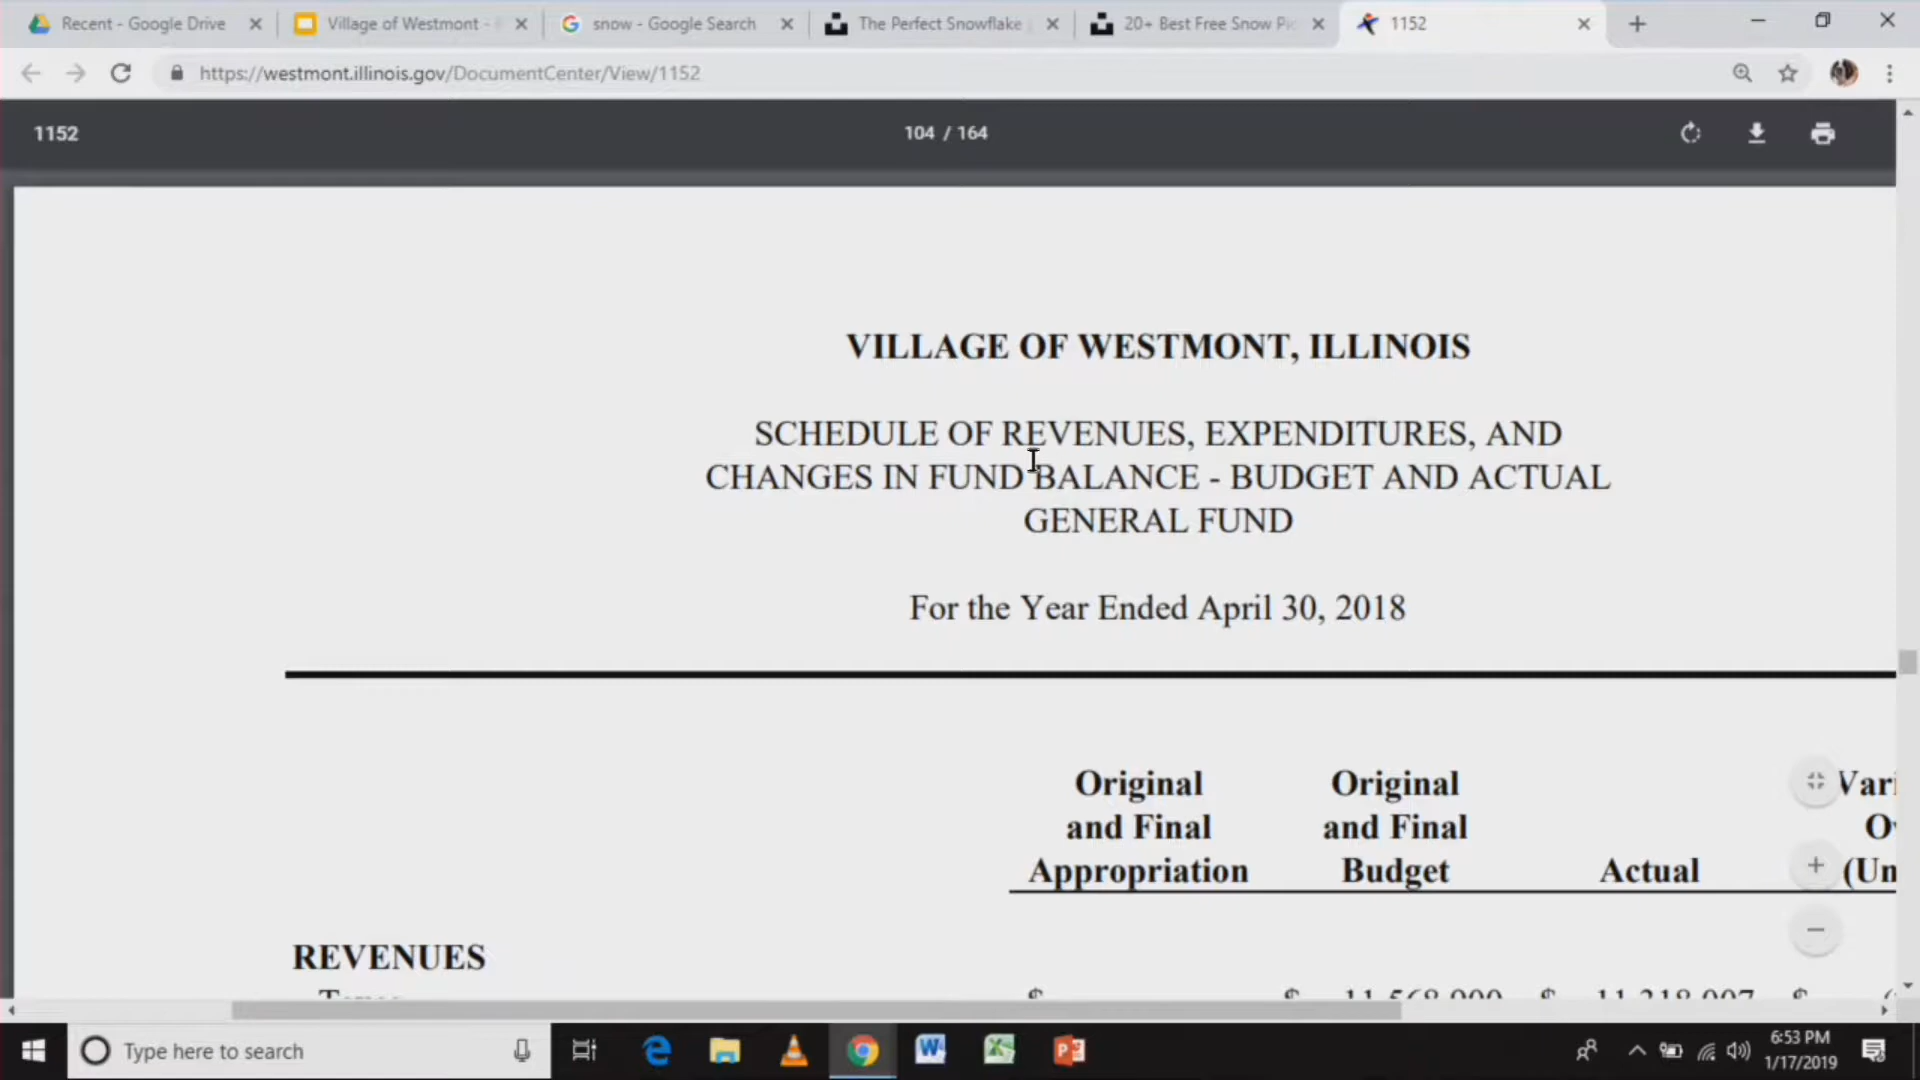 Recent - Google Drive
Village of Westmont -
snow - Google Search
The Perfect Snowflake
20+ Best Free Snow Pi
1152
https://westmont.illinois.gov/DocumentCenter/View/1152
1152
104 / 164
VILLAGE OF WESTMONT, ILLINOIS
SCHEDULE OF REVENUES, EXPENDITURES, AND
CHANGES IN FUND BALANCE - BUDGET AND ACTUAL
GENERAL FUND
For the Year Ended April 30, 2018
Original
and Final
Appropriation
Original
and Final
Budget
Actual
Vari
O
(Un
REVENUES
Type here to search
6:53 PM
1/17/2019